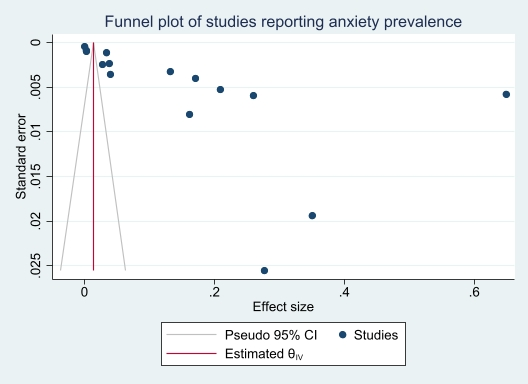 Funnel plot of studies reporting anxiety prevalence
Standard error
0
.005
.01
.015
.02
.025
0 .2 .4 .6
Effect size
Pseudo 95% CI Studies
Estimated θIV